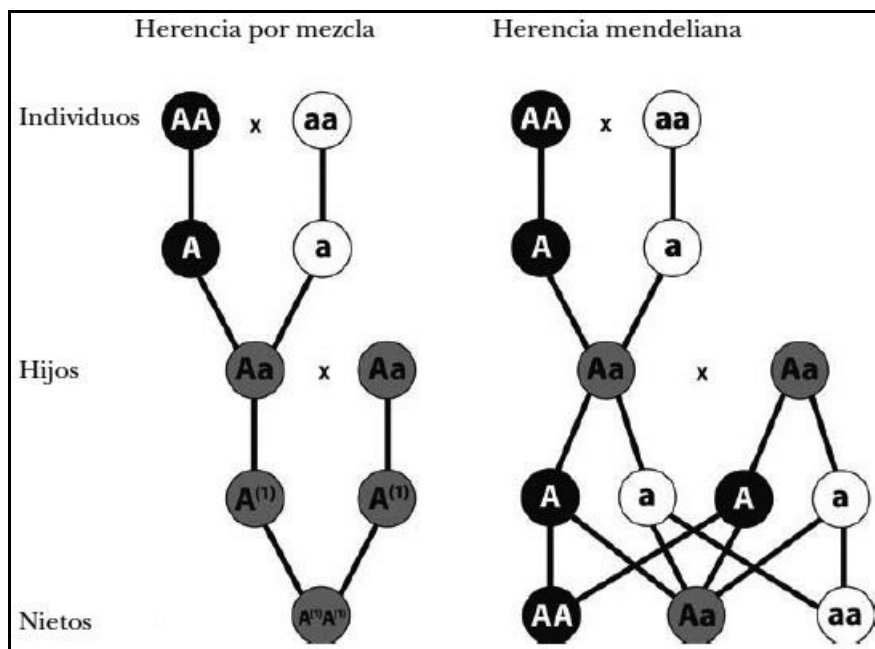 Herencia por mezcla Herencia mendeliana
Individuos AA x aa AA x aa
A a A a
Hijos Aa x Aa Aa x Aa
A(1) A(1) A a A a
Nietos A(1)A(1) AA Aa aa